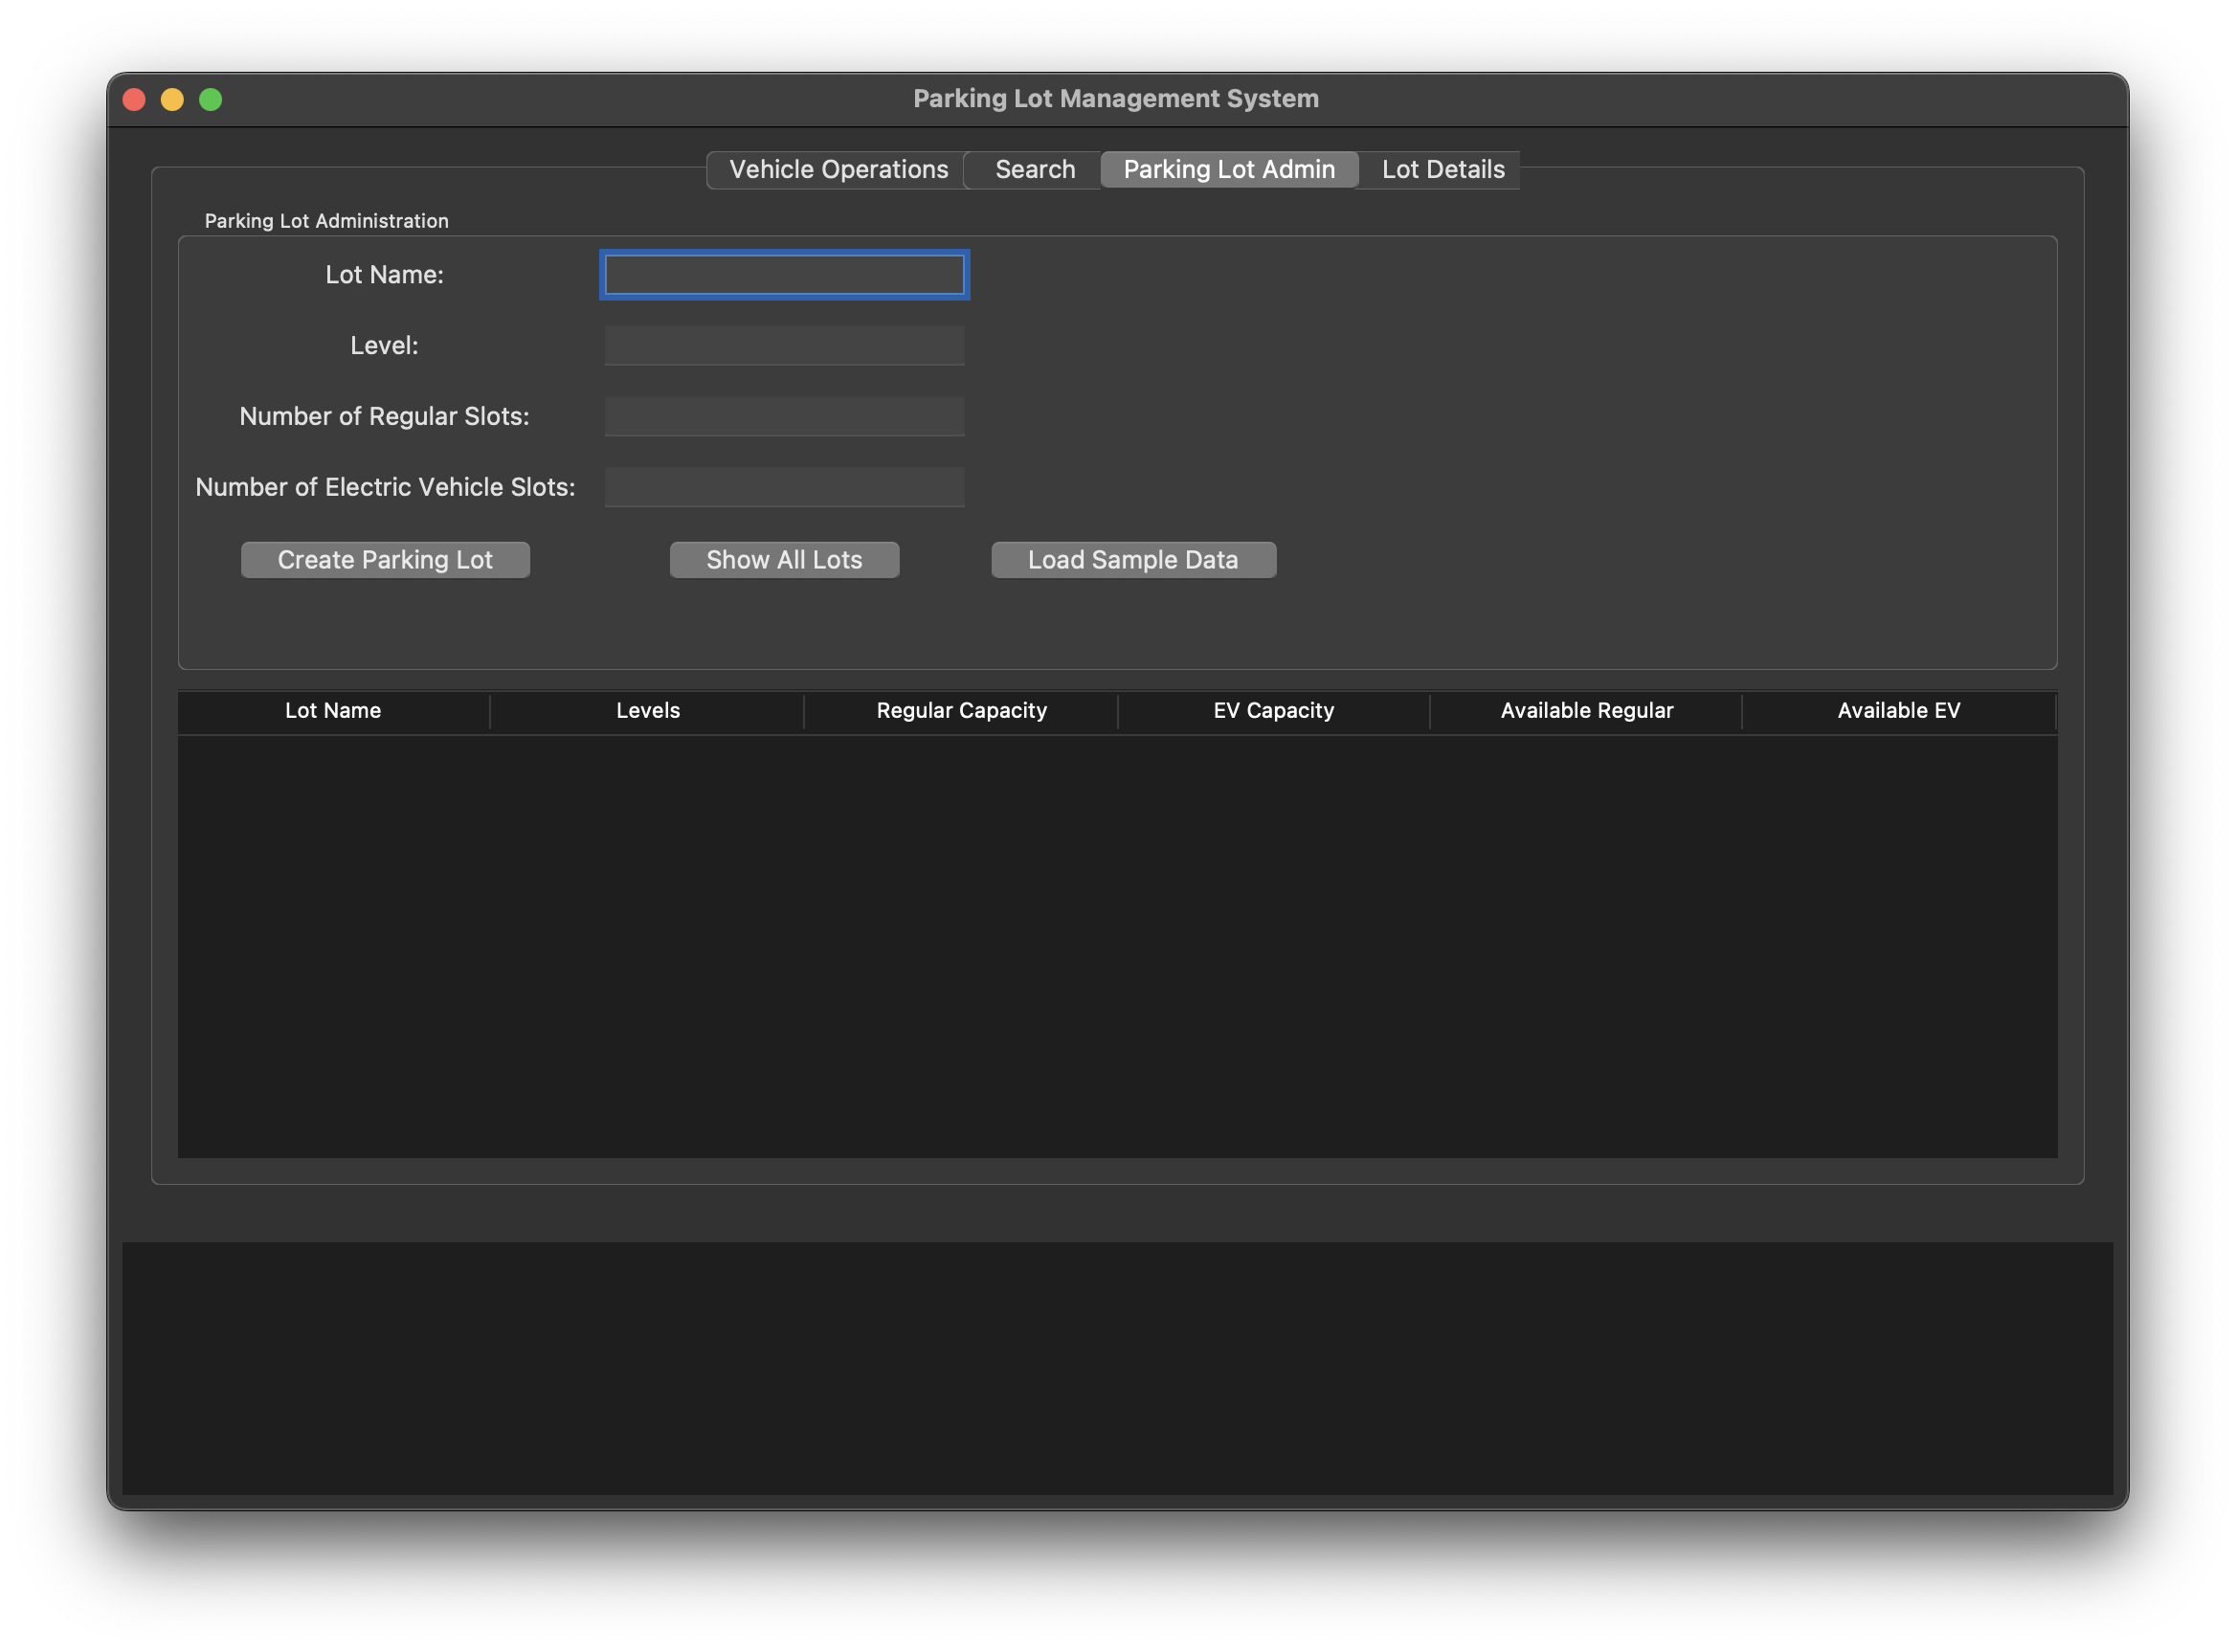 Parking Lot Management System
Vehicle Operations Search Parking Lot Admin Lot Details
Parking Lot Administration
Lot Name:
Level:
Number of Regular Slots:
Number of Electric Vehicle Slots:
Create Parking Lot Show All Lots Load Sample Data
Lot Name Levels Regular Capacity EV Capacity Available Regular Available EV